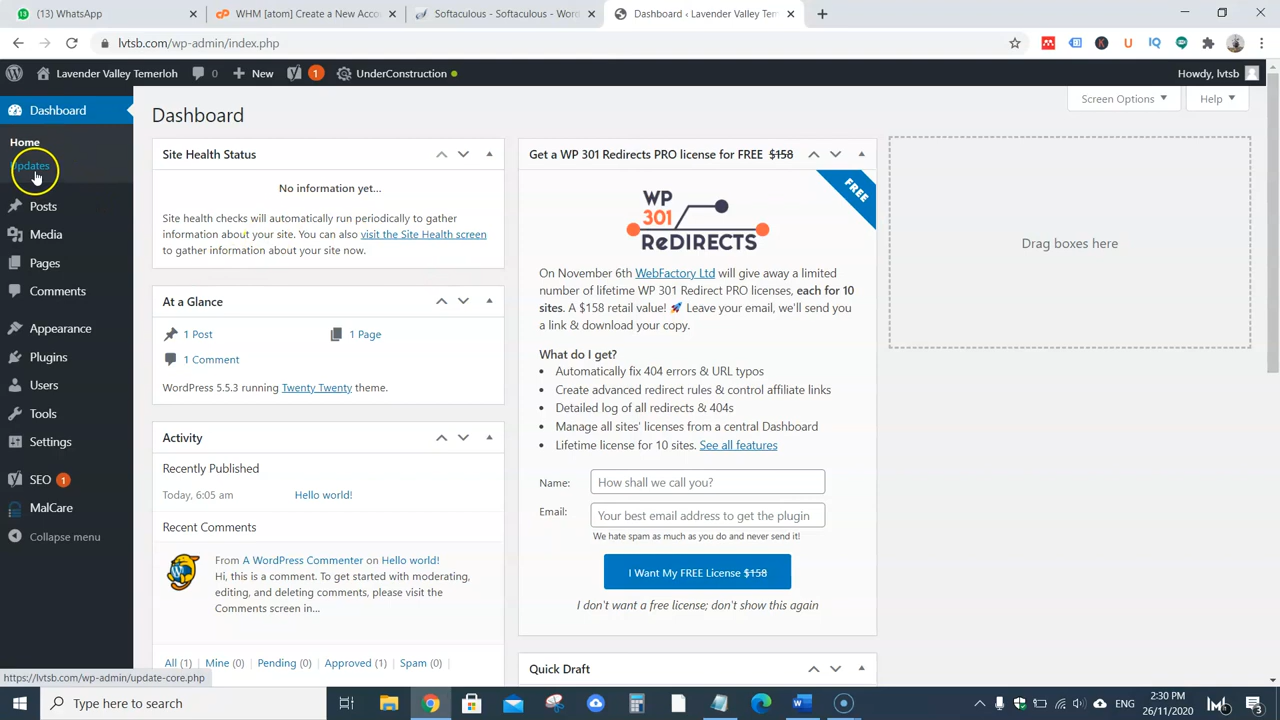 (13) WhatsApp
WHM [atom] Create a New Acco
Softaculous - Softaculous - Wor
Dashboard ‹ Lavender Valley Tem
lvtsb.com/wp-admin/index.php
Lavender Valley Temerloh
0
New
1
UnderConstruction
Howdy, lvtsb
Dashboard
Home
Updates
Posts
Media
Pages
Comments
Appearance
Plugins
Users
Tools
Settings
SEO 1
MalCare
Collapse menu
Dashboard
Screen Options
Help
Site Health Status
No information yet...
Site health checks will automatically run periodically to gather
information about your site. You can also visit the Site Health screen
to gather information about your site now.
At a Glance
1 Post
1 Page
1 Comment
WordPress 5.5.3 running Twenty Twenty theme.
Activity
Recently Published
Today, 6:05 am
Hello world!
Recent Comments
From A WordPress Commenter on Hello world!
Hi, this is a comment. To get started with moderating,
editing, and deleting comments, please visit the
Comments screen in...
All (1) | Mine (0) | Pending (0) | Approved (1) | Spam (0) |
Get a WP 301 Redirects PRO license for FREE $158
FREE
WP
301
ReDIRECTS
On November 6th WebFactory Ltd will give away a limited
number of lifetime WP 301 Redirect PRO licenses, each for 10
sites. A $158 retail value! 🚀 Leave your email, we'll send you
a link & download your copy.
What do I get?
• Automatically fix 404 errors & URL typos
• Create advanced redirect rules & control affiliate links
• Detailed log of all redirects & 404s
• Manage all sites' licenses from a central Dashboard
• Lifetime license for 10 sites. See all features
Name: How shall we call you?
Email: Your best email address to get the plugin
We hate spam as much as you do and never send it!
I Want My FREE License $158
I don't want a free license; don't show this again
Quick Draft
Drag boxes here
https://lvtsb.com/wp-admin/update-core.php
Type here to search
ENG
2:30 PM
26/11/2020
3